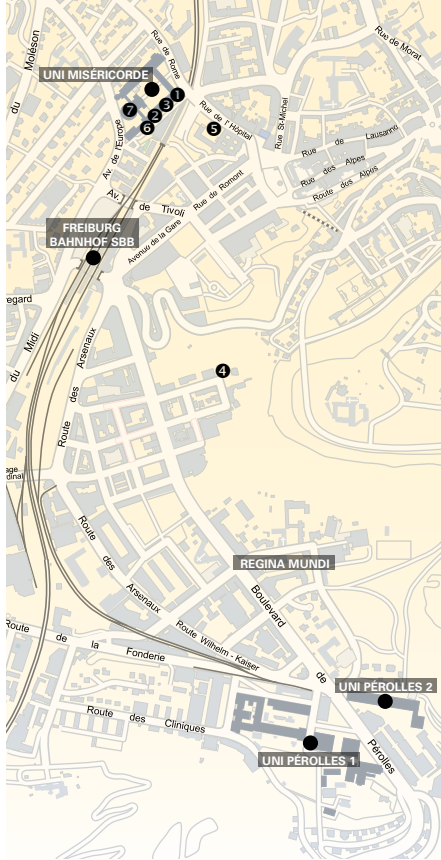 Moléson
du
Rue de Rome
Rue de Morat
UNI MISÉRICORDE
1
7
3
2
6
5
Rue de l' Hôpital
Rue St-Michel
Rue de Lausanne
Av. de l'Europe
Rue des Alpes
Route des Alpes
Rue de Romont
Av. de Tivoli
FREIBURG
BAHNHOF SBB
Avenue de la Gare
regard
du Midi
Route des Arsenaux
4
age
dinal
Route des Arsenaux
REGINA MUNDI
Boulevard de Pérolles
Route Wilhelm - Kaiser
Route de la Fonderie
UNI PÉROLLES 2
Route des Cliniques
UNI PÉROLLES 1